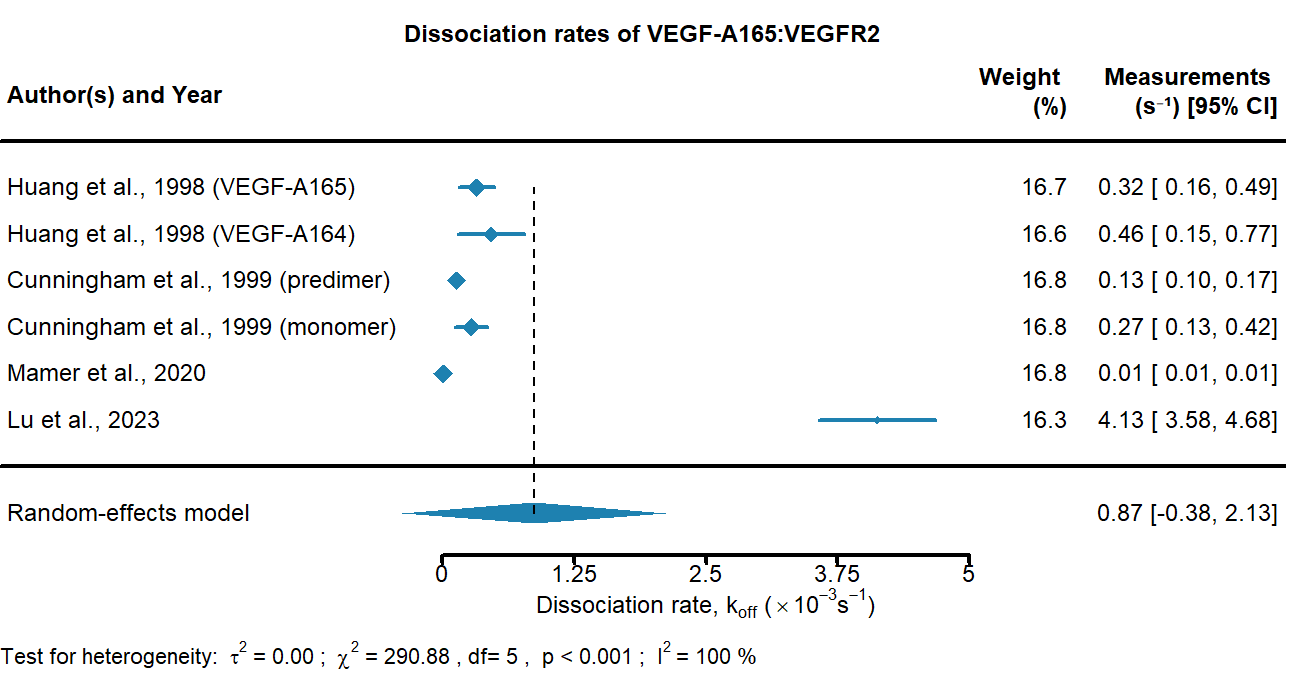 Dissociation rates of VEGF-A165:VEGFR2
Author(s) and Year Weight (%) Measurements (s⁻¹) [95% CI]
Huang et al., 1998 (VEGF-A165) 16.7 0.32 [ 0.16, 0.49]
Huang et al., 1998 (VEGF-A164) 16.6 0.46 [ 0.15, 0.77]
Cunningham et al., 1999 (predimer) 16.8 0.13 [ 0.10, 0.17]
Cunningham et al., 1999 (monomer) 16.8 0.27 [ 0.13, 0.42]
Mamer et al., 2020 16.8 0.01 [ 0.01, 0.01]
Lu et al., 2023 16.3 4.13 [ 3.58, 4.68]
Random-effects model 0.87 [-0.38, 2.13]
0 1.25 2.5 3.75 5
Dissociation rate, k_off (×10⁻³s⁻¹)
Test for heterogeneity: τ² = 0.00 ; χ² = 290.88 , df= 5 , p < 0.001 ; I² = 100 %